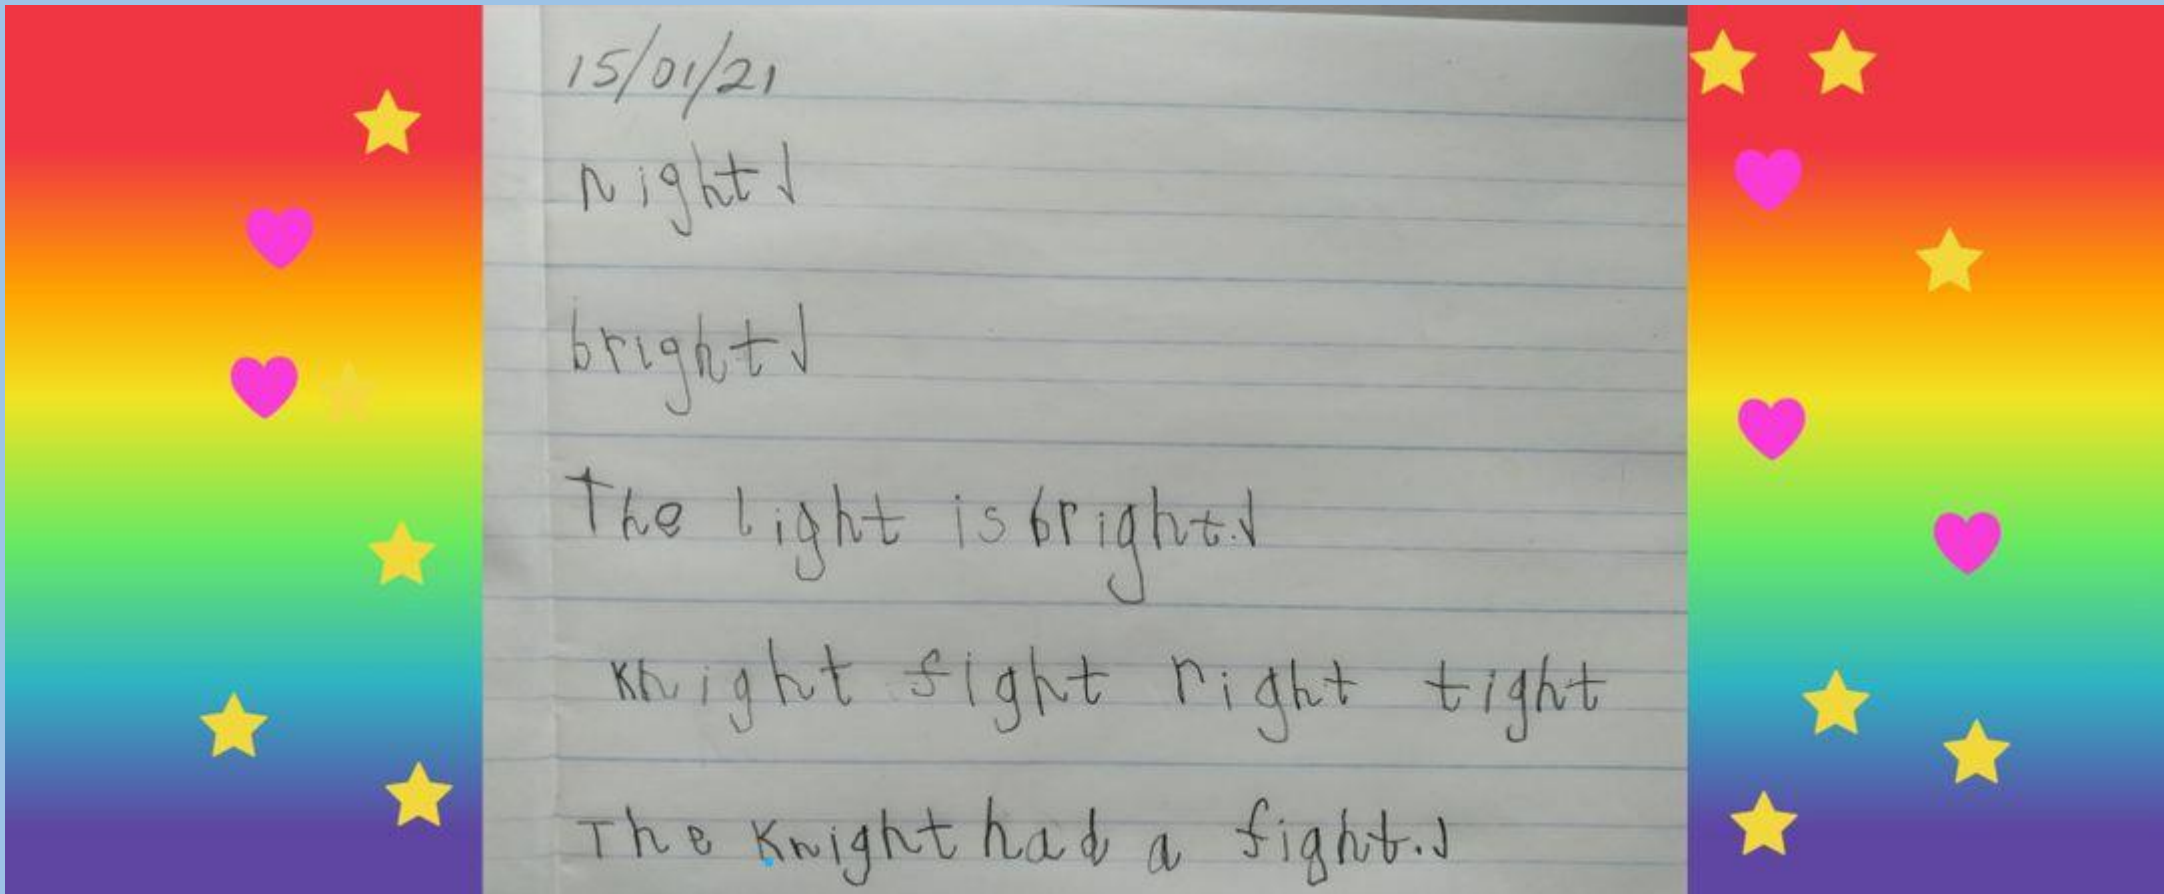 15/01/21
night ✓
bright ✓
The light is bright. ✓
Knight fight right tight
The Knight had a fight. ✓